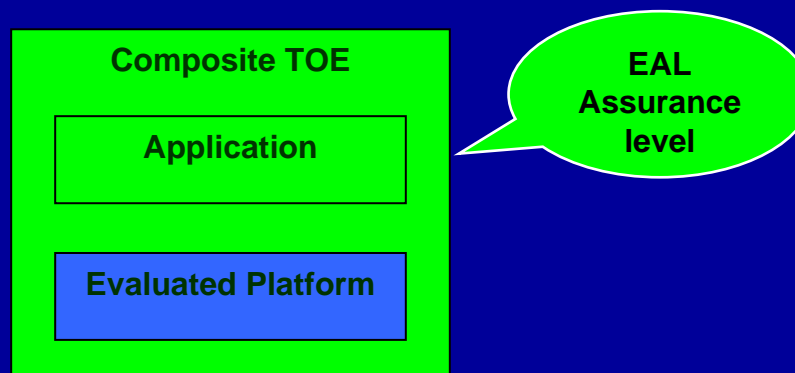 Composite TOE
Application
Evaluated Platform
EAL
Assurance
level